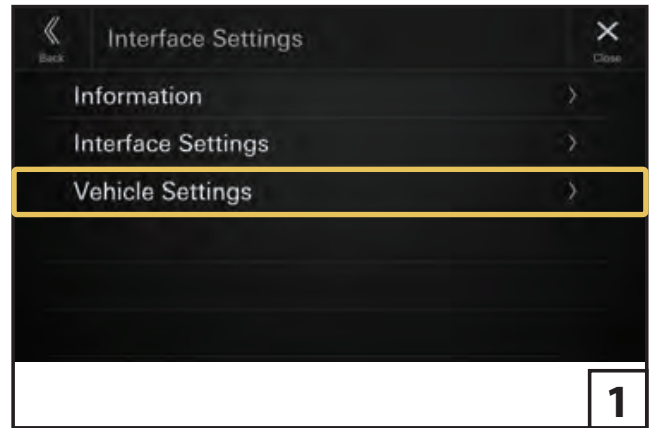 Interface Settings
Back
Close
Information
Interface Settings
Vehicle Settings
1